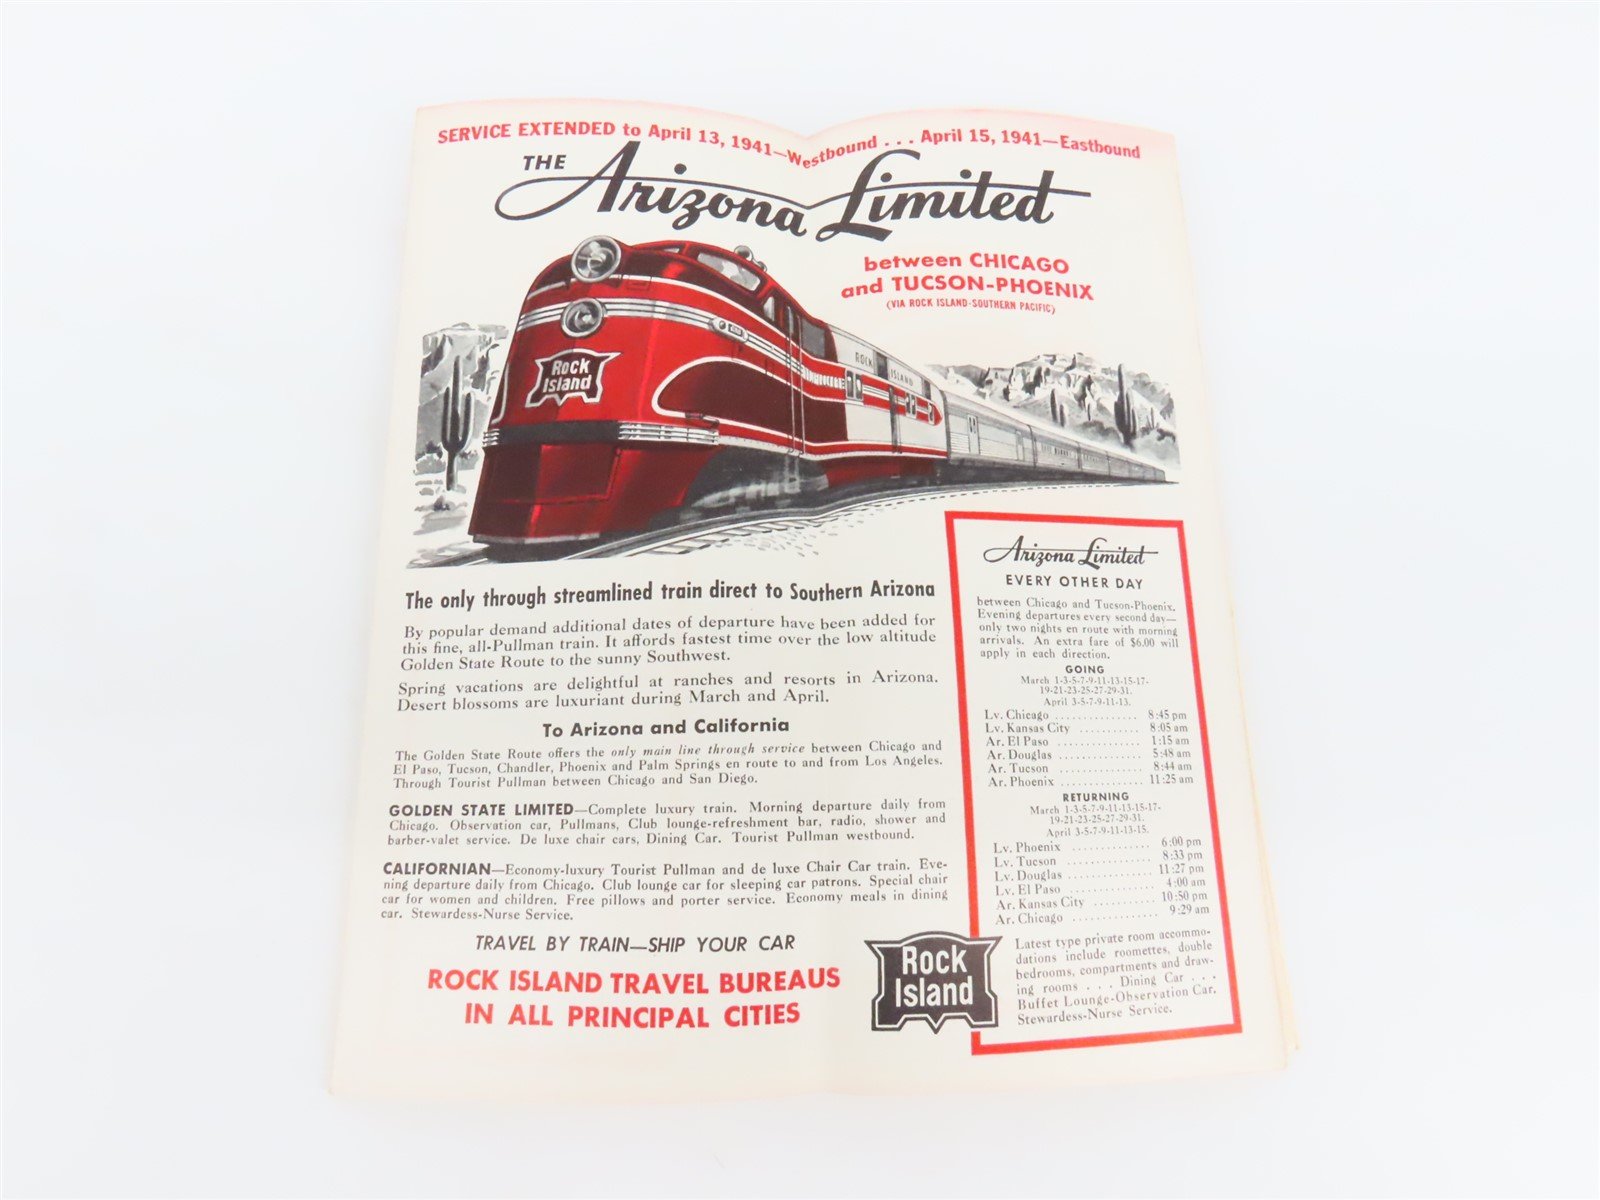 SERVICE EXTENDED to April 13, 1941—Westbound . . . April 15, 1941—Eastbound
THE Arizona Limited
between CHICAGO
and TUCSON-PHOENIX
(VIA ROCK ISLAND-SOUTHERN PACIFIC)
Rock
Island
ROCK ISLAND
The only through streamlined train direct to Southern Arizona
By popular demand additional dates of departure have been added for
this fine, all-Pullman train. It affords fastest time over the low altitude
Golden State Route to the sunny Southwest.
Spring vacations are delightful at ranches and resorts in Arizona.
Desert blossoms are luxuriant during March and April.
To Arizona and California
The Golden State Route offers the only main line through service between Chicago and
El Paso, Tucson, Chandler, Phoenix and Palm Springs en route to and from Los Angeles.
Through Tourist Pullman between Chicago and San Diego.
GOLDEN STATE LIMITED—Complete luxury train. Morning departure daily from
Chicago. Observation car, Pullmans, Club lounge-refreshment bar, radio, shower and
barber-valet service. De luxe chair cars, Dining Car. Tourist Pullman westbound.
CALIFORNIAN—Economy-luxury Tourist Pullman and de luxe Chair Car train. Eve-
ning departure daily from Chicago. Club lounge car for sleeping car patrons. Special chair
car for women and children. Free pillows and porter service. Economy meals in dining
car. Stewardess-Nurse Service.
TRAVEL BY TRAIN—SHIP YOUR CAR
ROCK ISLAND TRAVEL BUREAUS
IN ALL PRINCIPAL CITIES
Rock
Island
Arizona Limited
EVERY OTHER DAY
between Chicago and Tucson-Phoenix.
Evening departures every second day—
only two nights en route with morning
arrivals. An extra fare of $6.00 will
apply in each direction.
GOING
March 1-3-5-7-9-11-13-15-17-
19-21-23-25-27-29-31.
April 3-5-7-9-11-13.
Lv. Chicago . . . . . . . . . . . . . . 8:45 pm
Lv. Kansas City . . . . . . . . . . . 8:05 am
Ar. El Paso . . . . . . . . . . . . . . 1:15 am
Ar. Douglas . . . . . . . . . . . . . . 5:48 am
Ar. Tucson . . . . . . . . . . . . . . 8:44 am
Ar. Phoenix . . . . . . . . . . . . . . 11:25 am
RETURNING
March 1-3-5-7-9-11-13-15-17-
19-21-23-25-27-29-31.
April 3-5-7-9-11-13-15.
Lv. Phoenix . . . . . . . . . . . . . . 6:00 pm
Lv. Tucson . . . . . . . . . . . . . . 8:33 pm
Lv. Douglas . . . . . . . . . . . . . . 11:27 pm
Lv. El Paso . . . . . . . . . . . . . . 4:00 am
Ar. Kansas City . . . . . . . . . . 10:50 pm
Ar. Chicago . . . . . . . . . . . . . . 9:29 am
Latest type private room accommo-
dations include roomettes, double
bedrooms, compartments and draw-
ing rooms . . . Dining Car . . .
Buffet Lounge-Observation Car.
Stewardess-Nurse Service.